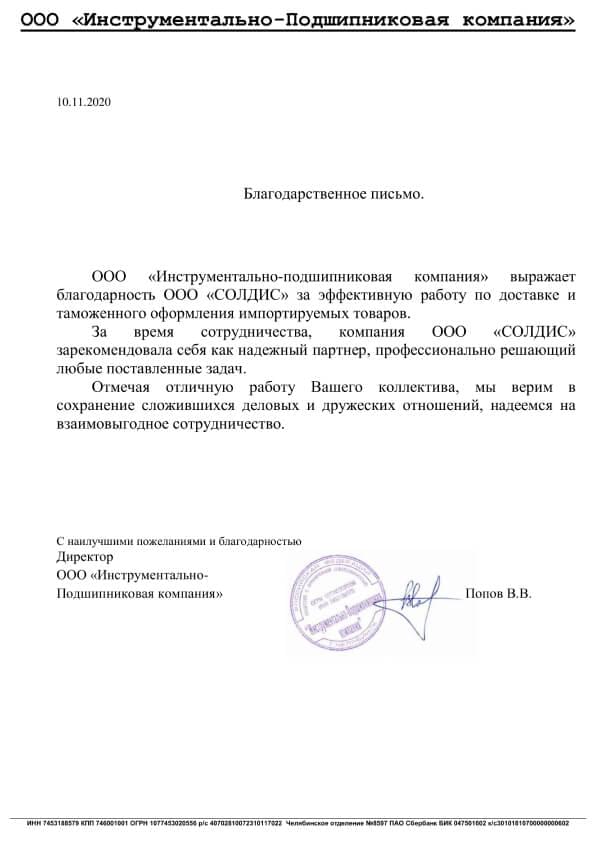 ООО «Инструментально-Подшипниковая компания»
10.11.2020
Благодарственное письмо.
ООО «Инструментально-подшипниковая компания» выражает
благодарность ООО «СОЛДИС» за эффективную работу по доставке и
таможенного оформления импортируемых товаров.
За время сотрудничества, компания ООО «СОЛДИС»
зарекомендовала себя как надежный партнер, профессионально решающий
любые поставленные задач.
Отмечая отличную работу Вашего коллектива, мы верим в
сохранение сложившихся деловых и дружеских отношений, надеемся на
взаимовыгодное сотрудничество.
С наилучшими пожеланиями и благодарностью
Директор
ООО «Инструментально-
Подшипниковая компания»
Попов В.В.
ИНН 7453188579 КПП 746001001 ОГРН 1077453020556 р/с 40702810072310117022 Челябинское отделение №8597 ПАО Сбербанк БИК 047501602 к/с30101810700000000602